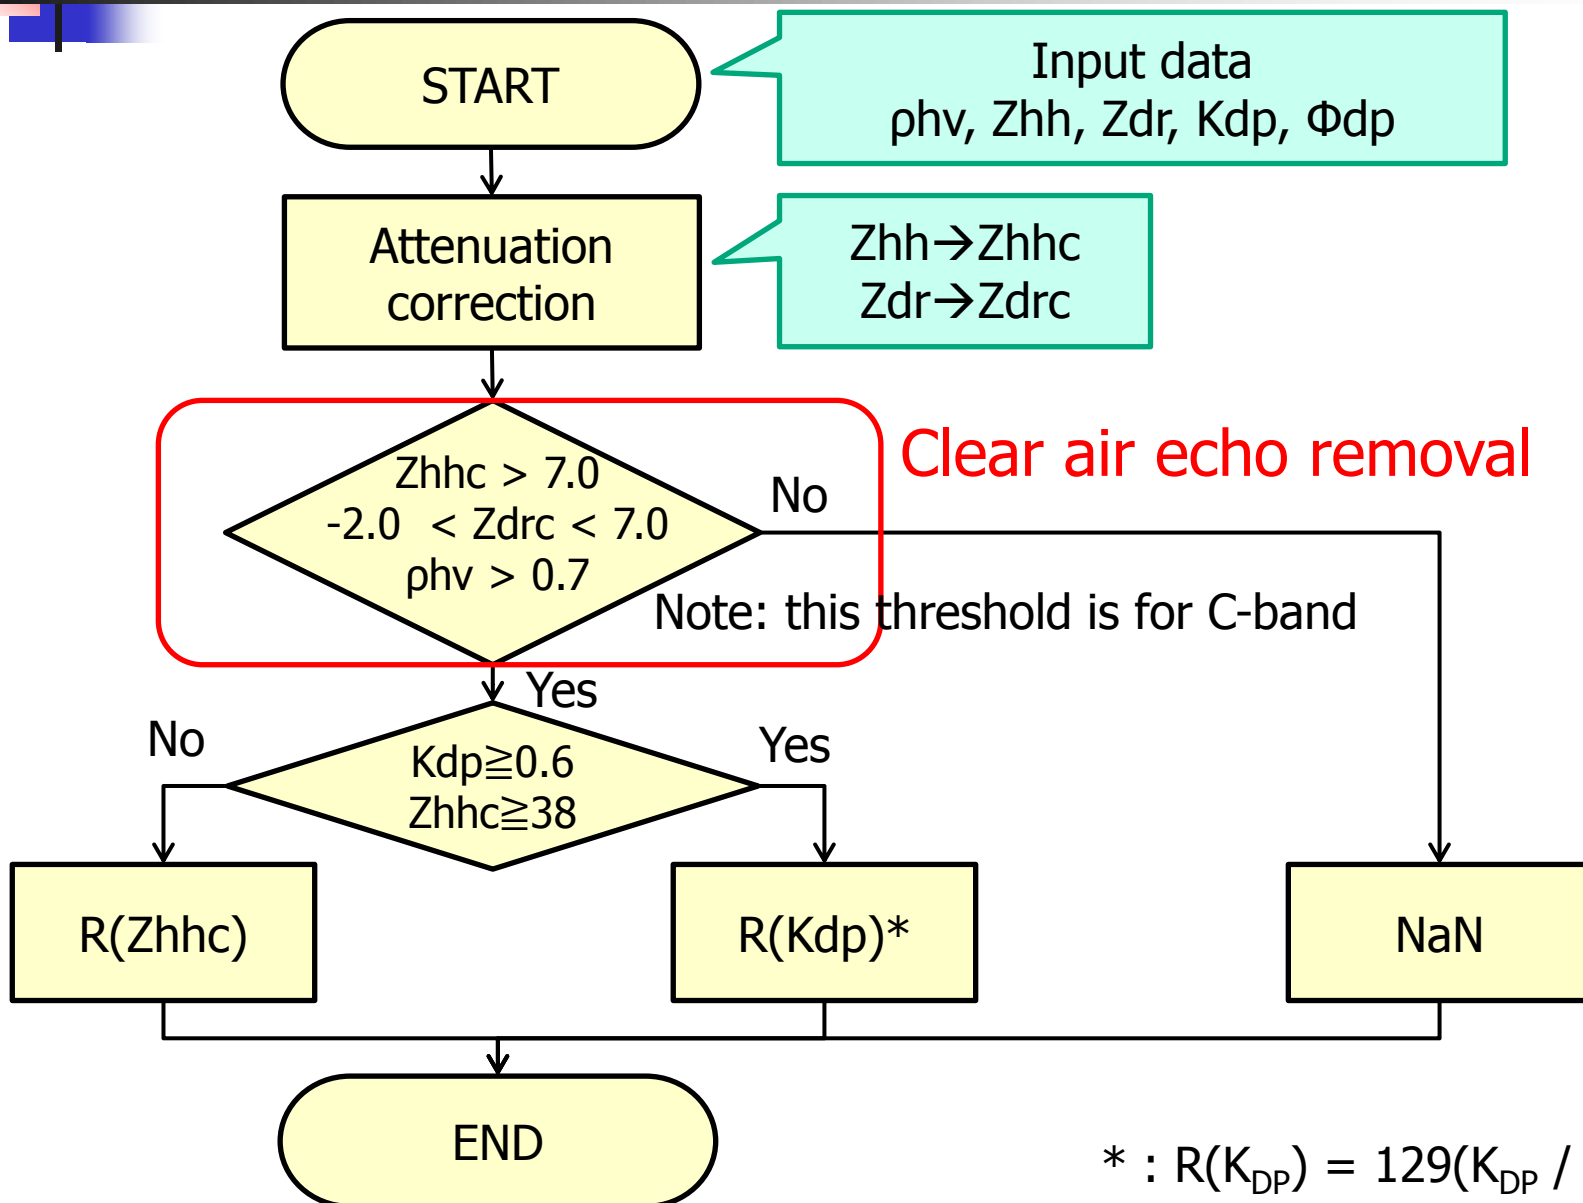 START
Input data
ρhv, Zhh, Zdr, Kdp, Φdp
Attenuation
correction
Zhh→Zhhc
Zdr→Zdrc
Clear air echo removal
Zhhc > 7.0
-2.0 < Zdrc < 7.0
ρhv > 0.7
No
Note: this threshold is for C-band
Yes
No
Kdp≧0.6
Zhhc≧38
Yes
R(Zhhc)
R(Kdp)*
NaN
END
* : R(K_DP) = 129(K_DP /